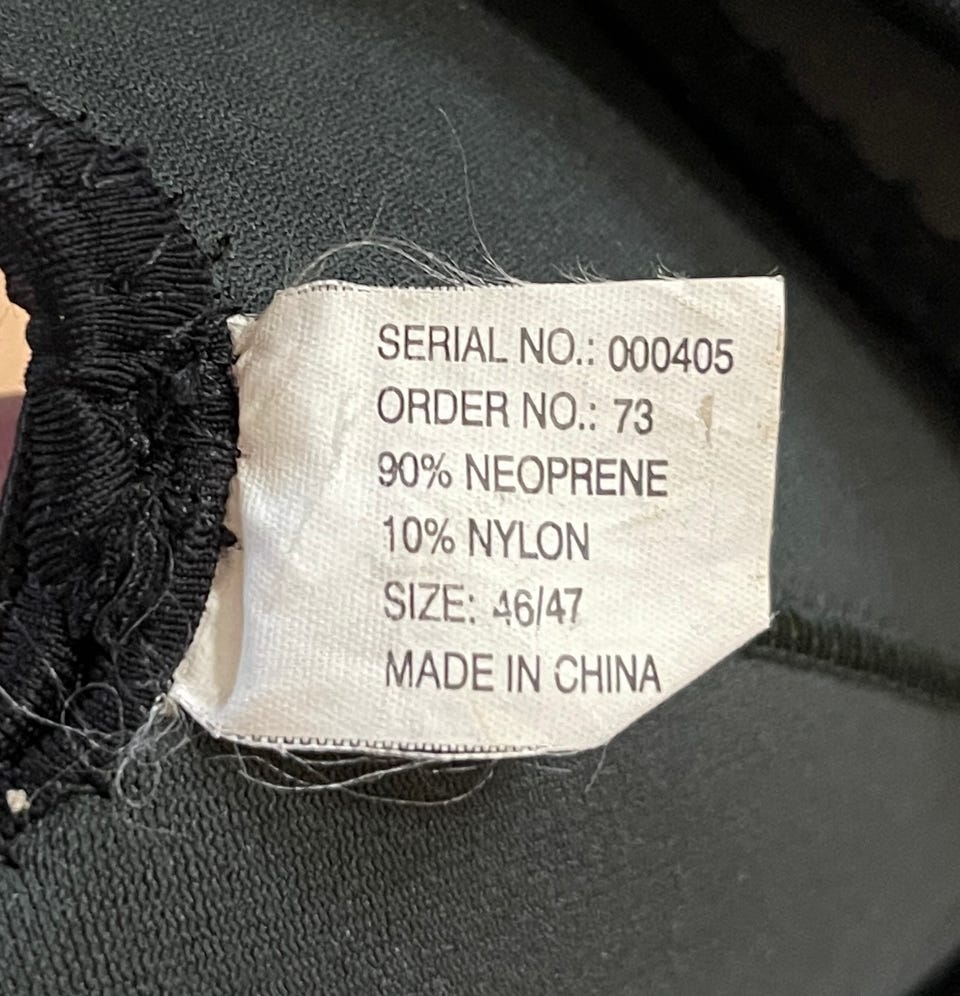 SERIAL NO.: 000405
ORDER NO.: 73
90% NEOPRENE
10% NYLON
SIZE: 46/47
MADE IN CHINA